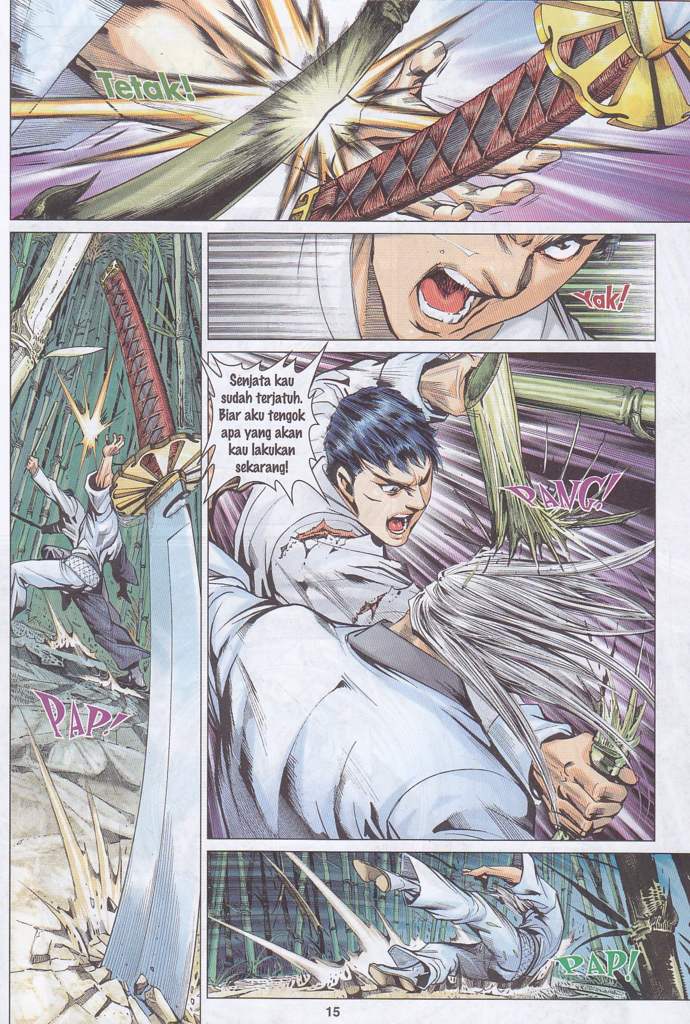 Tetak!
Yak!
Senjata kau
sudah terjatuh.
Biar aku tengok
apa yang akan
kau lakukan
sekarang!
PANG!
PAP!
PAP!
15